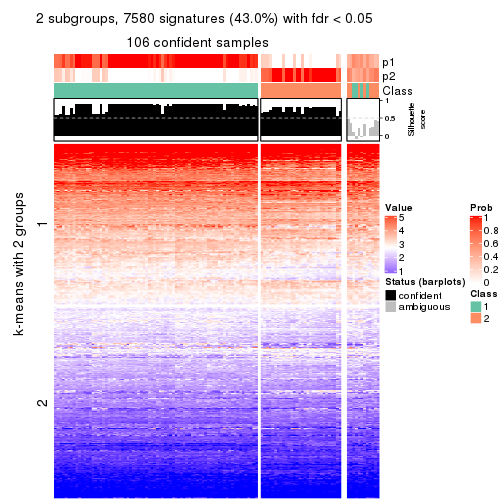 2 subgroups, 7580 signatures (43.0%) with fdr < 0.05
106 confident samples
p1
p2
Class
1
0.5
0
Silhouette
score
k-means with 2 groups
1
2
Value
5
4
3
2
1
Status (barplots)
confident
ambiguous
Prob
1
0.8
0.6
0.4
0.2
0
Class
1
2